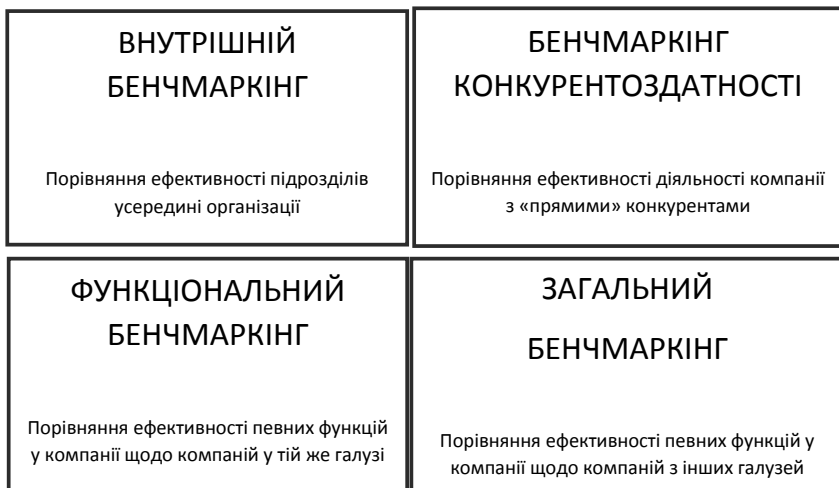 ВНУТРІШНІЙ
БЕНЧМАРКІНГ
Порівняння ефективності підрозділів
усередині організації
БЕНЧМАРКІНГ
КОНКУРЕНТОЗДАТНОСТІ
Порівняння ефективності діяльності компанії
з «прямими» конкурентами
ФУНКЦІОНАЛЬНИЙ
БЕНЧМАРКІНГ
Порівняння ефективності певних функцій
у компанії щодо компаній у тій же галузі
ЗАГАЛЬНИЙ
БЕНЧМАРКІНГ
Порівняння ефективності певних функцій у
компанії щодо компаній з інших галузей